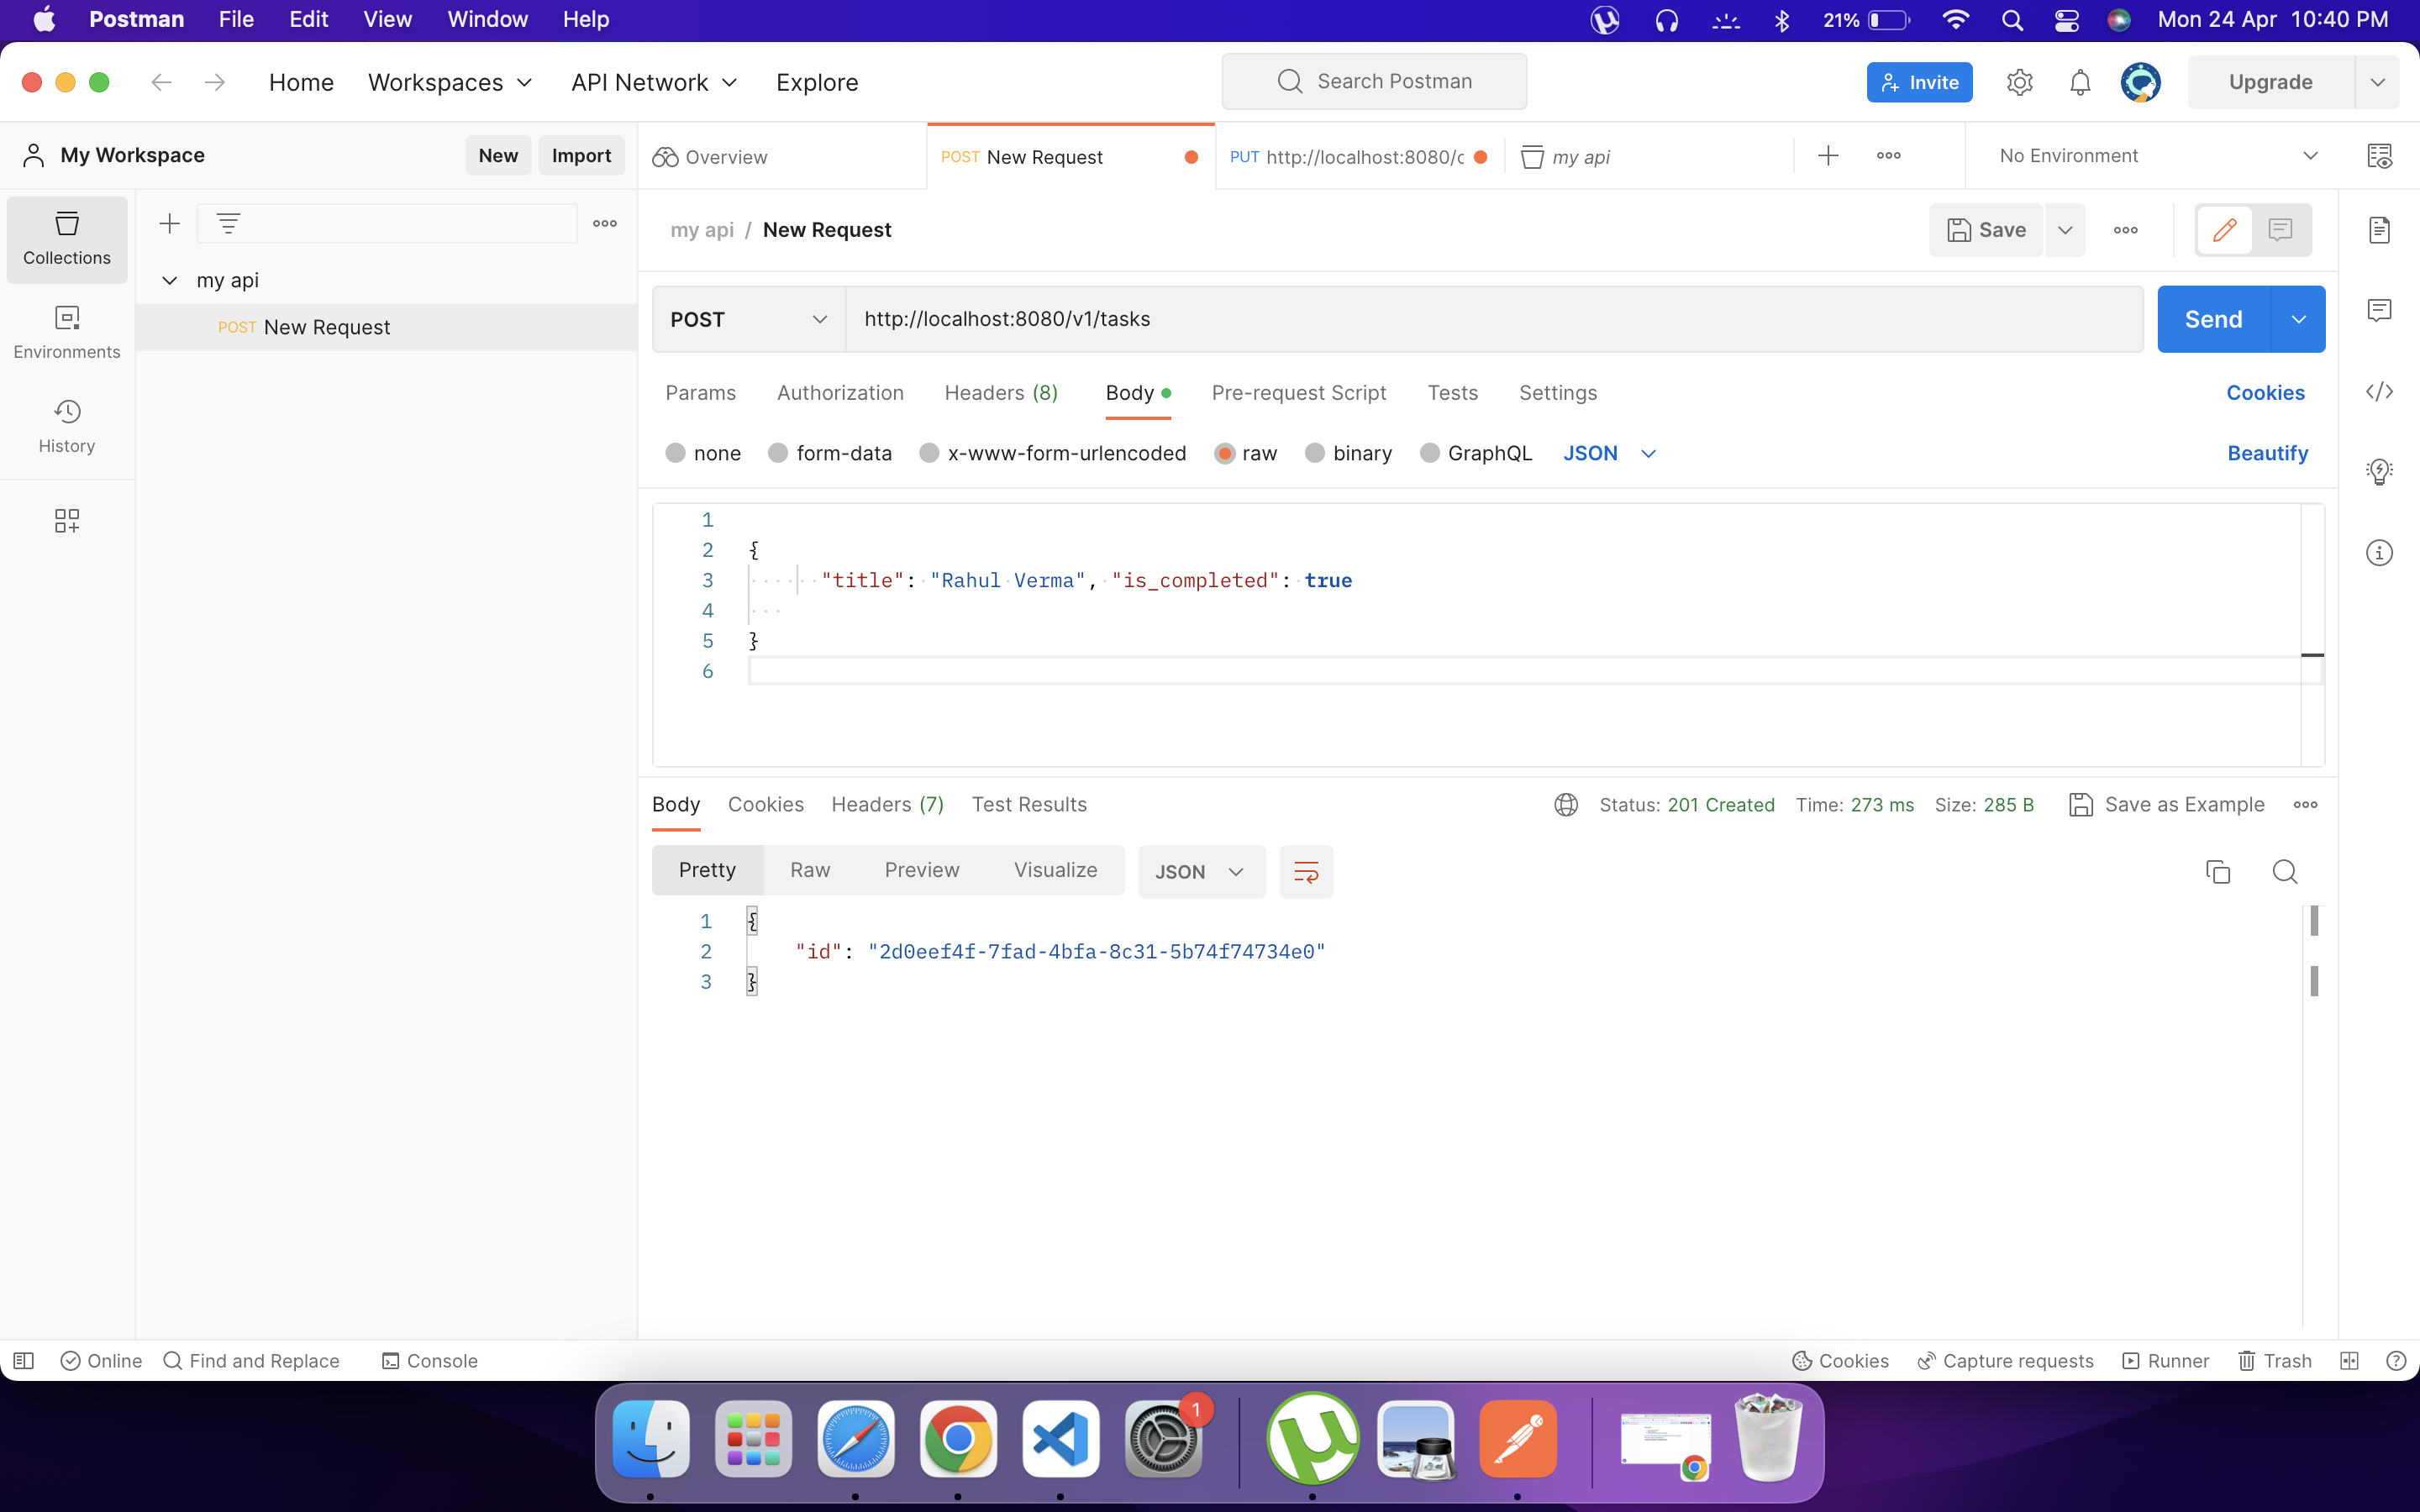 Postman File Edit View Window Help 21% Mon 24 Apr 10:40 PM
Home Workspaces API Network Explore Search Postman Invite Upgrade
My Workspace New Import Overview POST New Request PUT http://localhost:8080/c my api No Environment
Collections
Environments
History
my api
POST New Request
my api / New Request Save
POST http://localhost:8080/v1/tasks Send
Params Authorization Headers (8) Body Pre-request Script Tests Settings Cookies
none form-data x-www-form-urlencoded raw binary GraphQL JSON Beautify
1
2 {
3 "title": "Rahul Verma", "is_completed": true
4
5 }
6
Body Cookies Headers (7) Test Results Status: 201 Created Time: 273 ms Size: 285 B Save as Example
Pretty Raw Preview Visualize JSON
1 {
2 "id": "2d0eef4f-7fad-4bfa-8c31-5b74f74734e0"
3 }
Online Find and Replace Console Cookies Capture requests Runner Trash
1